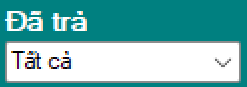 Đã trả
Tất cả